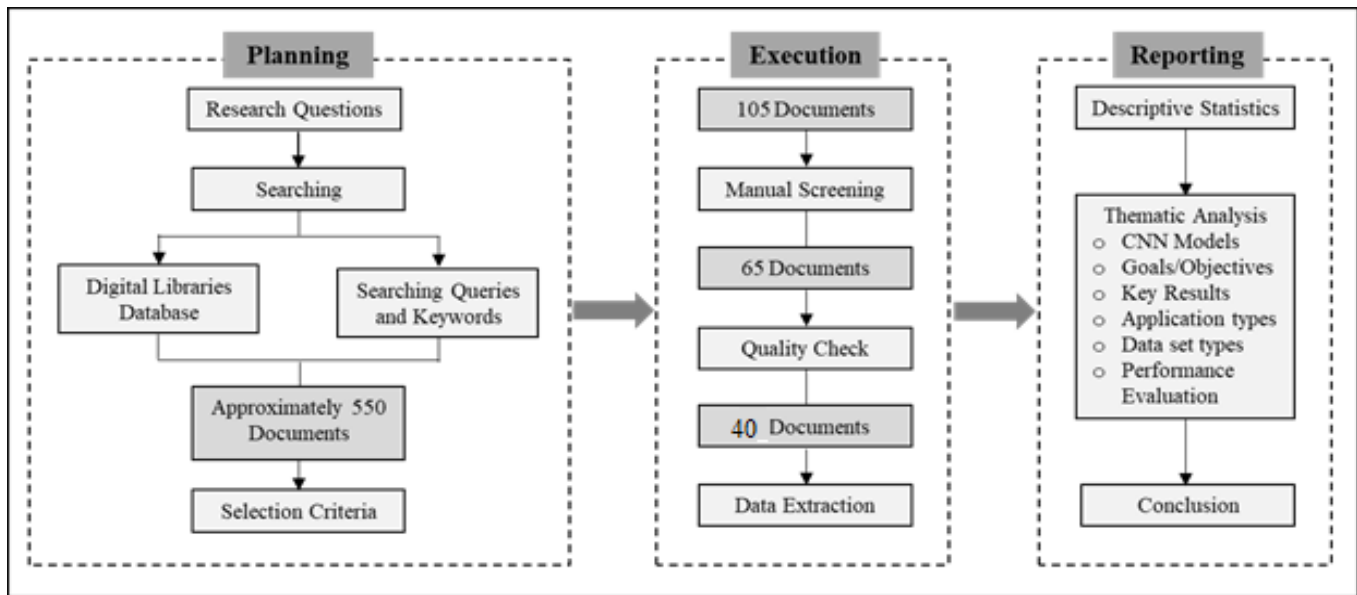 Planning
Research Questions
Searching
Digital Libraries
Database
Searching Queries
and Keywords
Approximately 550
Documents
Selection Criteria
Execution
105 Documents
Manual Screening
65 Documents
Quality Check
40 Documents
Data Extraction
Reporting
Descriptive Statistics
Thematic Analysis
o CNN Models
o Goals/Objectives
o Key Results
o Application types
o Data set types
o Performance
Evaluation
Conclusion